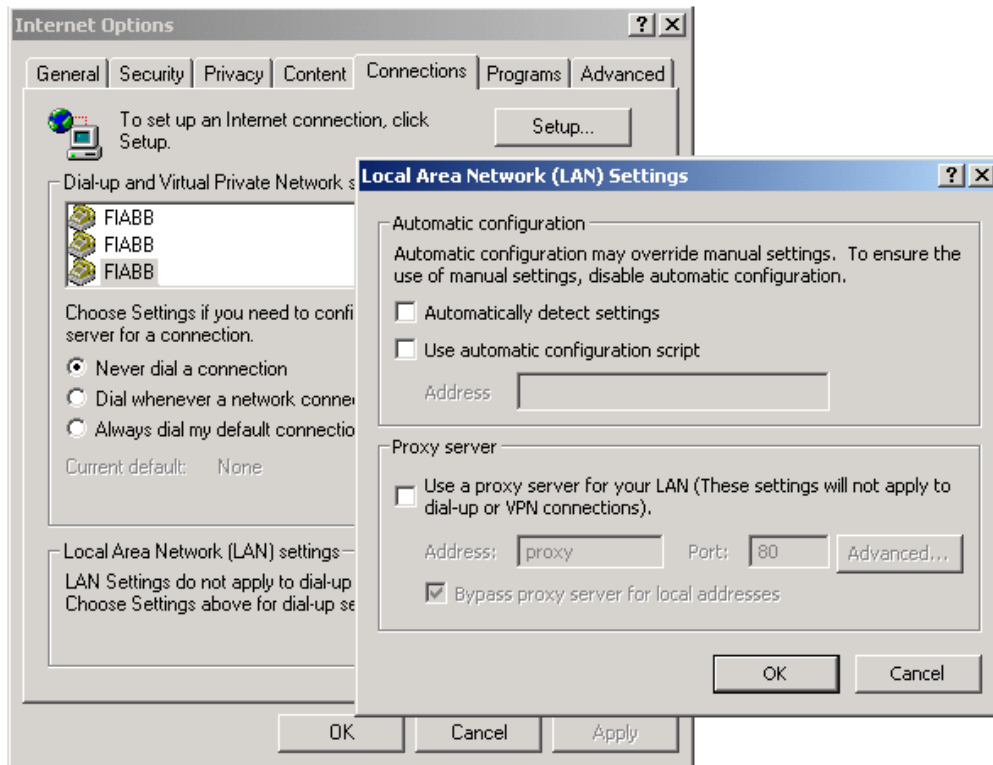 Internet Options
General Security Privacy Content Connections Programs Advanced
To set up an Internet connection, click
Setup.
Setup...
Dial-up and Virtual Private Network s
FIABB
FIABB
FIABB
Choose Settings if you need to confi
server for a connection.
Never dial a connection
Dial whenever a network conne
Always dial my default connectio
Current default: None
Local Area Network (LAN) settings
LAN Settings do not apply to dial-up
Choose Settings above for dial-up se
OK Cancel Apply
Local Area Network (LAN) Settings
Automatic configuration
Automatic configuration may override manual settings. To ensure the
use of manual settings, disable automatic configuration.
Automatically detect settings
Use automatic configuration script
Address
Proxy server
Use a proxy server for your LAN (These settings will not apply to
dial-up or VPN connections).
Address: proxy Port: 80 Advanced...
Bypass proxy server for local addresses
OK Cancel